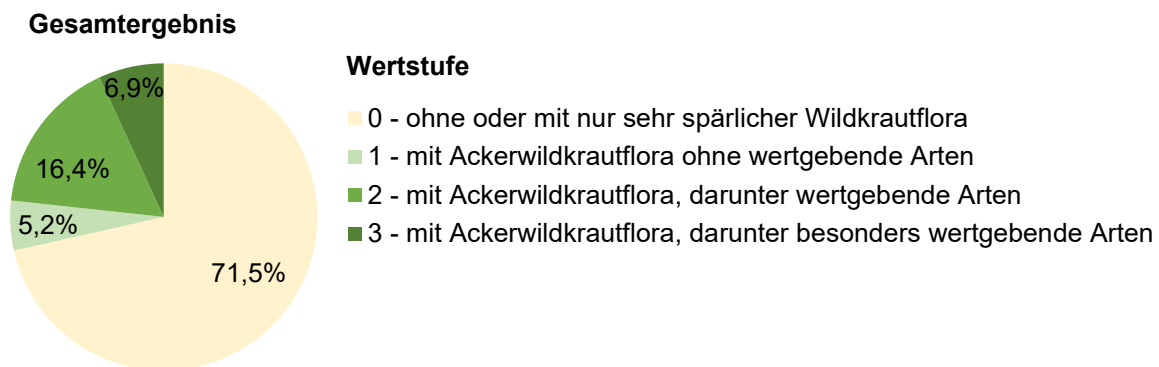 Gesamtergebnis
6,9%
16,4%
5,2%
71,5%
Wertstufe
0 - ohne oder mit nur sehr spärlicher Wildkrautflora
1 - mit Ackerwildkrautflora ohne wertgebende Arten
2 - mit Ackerwildkrautflora, darunter wertgebende Arten
3 - mit Ackerwildkrautflora, darunter besonders wertgebende Arten